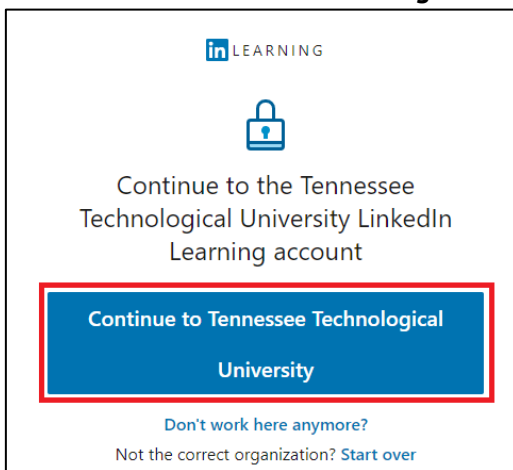 in LEARNING
Continue to the Tennessee
Technological University LinkedIn
Learning account
Continue to Tennessee Technological
University
Don't work here anymore?
Not the correct organization? Start over